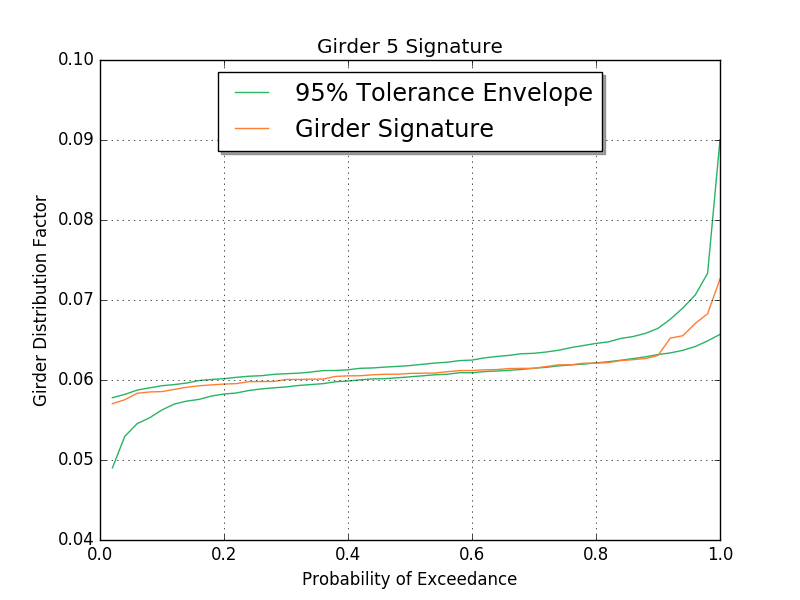 Girder 5 Signature
0.10
0.09
0.08
0.07
0.06
0.05
0.04
95% Tolerance Envelope
Girder Signature
Girder Distribution Factor
0.0 0.2 0.4 0.6 0.8 1.0
Probability of Exceedance